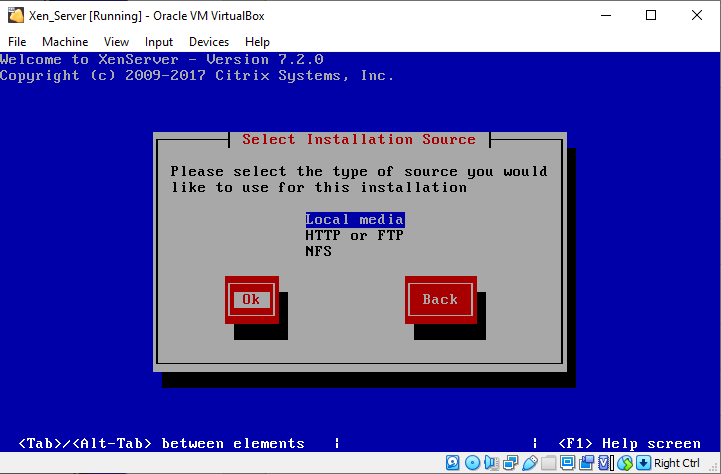 Xen_Server [Running] - Oracle VM VirtualBox
File Machine View Input Devices Help
Welcome to XenServer - Version 7.2.0
Copyright (c) 2009-2017 Citrix Systems, Inc.
Select Installation Source
Please select the type of source you would
like to use for this installation
Local media
HTTP or FTP
NFS
Ok Back
<Tab>/<Alt-Tab> between elements | | <F1> Help screen
Right Ctrl